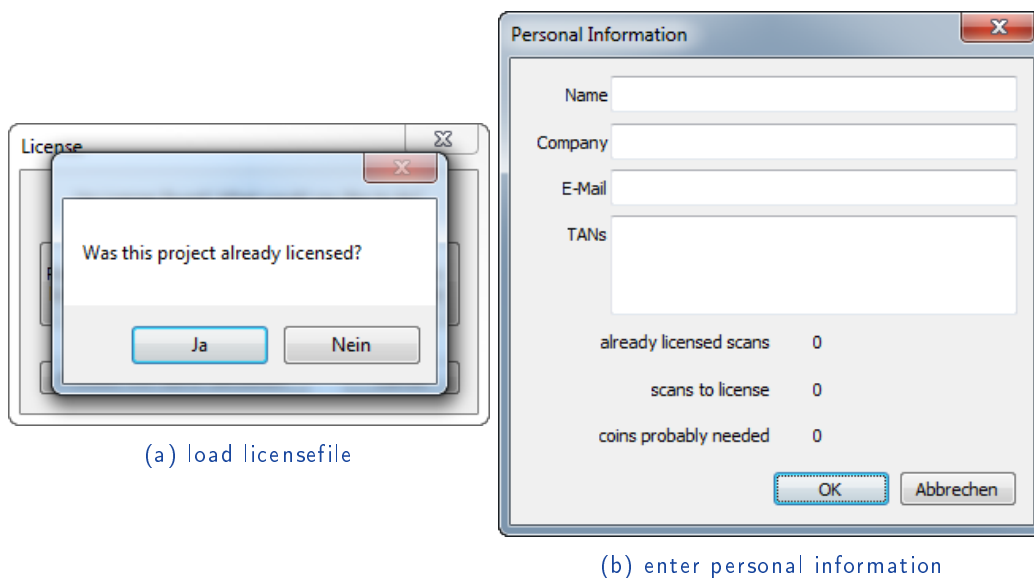 License
Was this project already licensed?
Ja
Nein
(a) load licensefile
Personal Information
Name
Company
E-Mail
TANs
already licensed scans 0
scans to license 0
coins probably needed 0
OK
Abbrechen
(b) enter personal information